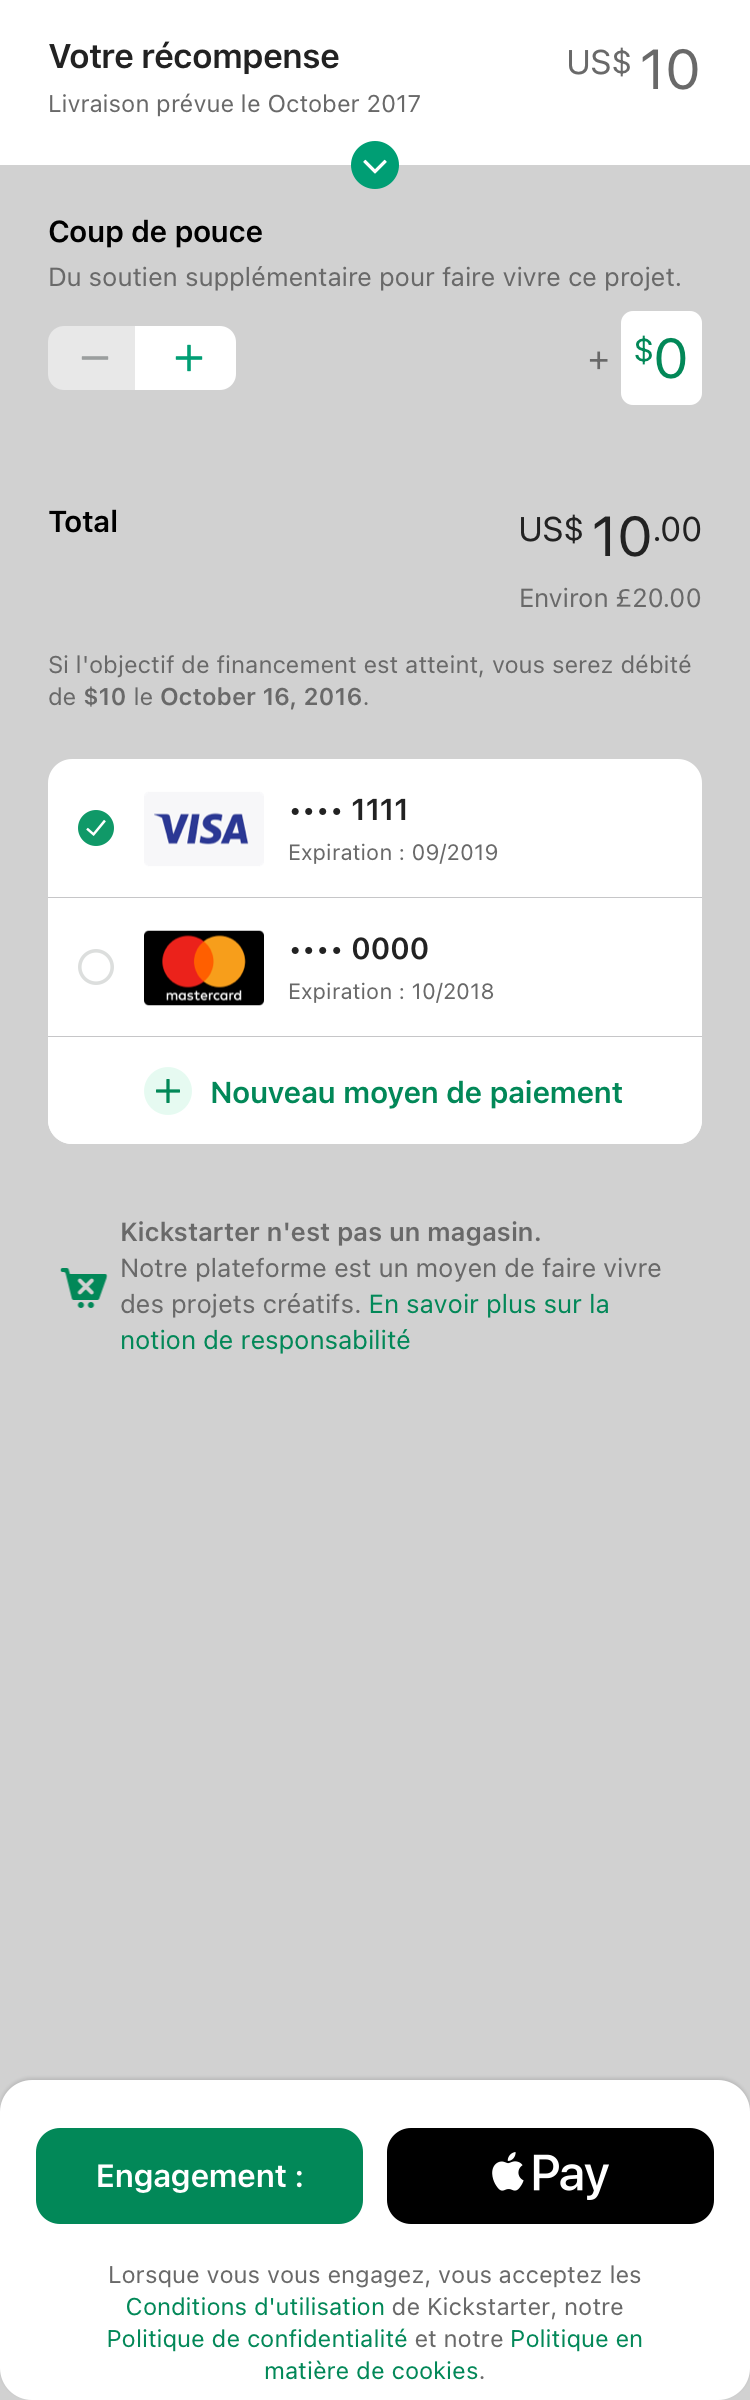 Votre récompense
US$ 10
Livraison prévue le October 2017
Coup de pouce
Du soutien supplémentaire pour faire vivre ce projet.
+ $0
Total
US$ 10.00
Environ £20.00
Si l'objectif de financement est atteint, vous serez débité
de $10 le October 16, 2016.
VISA
•••• 1111
Expiration : 09/2019
mastercard
•••• 0000
Expiration : 10/2018
Nouveau moyen de paiement
Kickstarter n'est pas un magasin.
Notre plateforme est un moyen de faire vivre
des projets créatifs. En savoir plus sur la
notion de responsabilité
Engagement :
Pay
Lorsque vous vous engagez, vous acceptez les
Conditions d'utilisation de Kickstarter, notre
Politique de confidentialité et notre Politique en
matière de cookies.